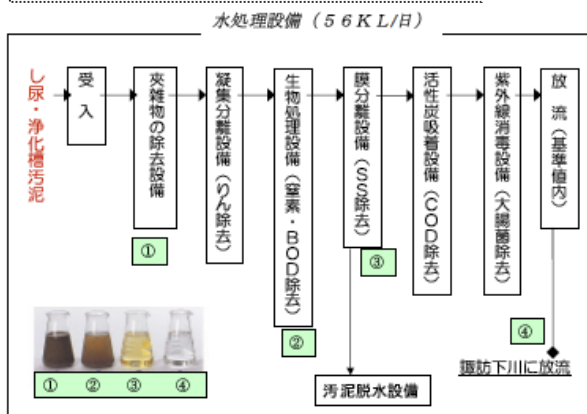 水処理設備(56KL/日)
し尿・浄化槽汚泥
受入
夾雑物の除去設備
凝集分離設備(りん除去)
生物処理設備(窒素・BOD除去)
膜分離設備(SS除去)
活性炭吸着設備(COD除去)
紫外線消毒設備(大腸菌除去)
放流(基準値内)
①
③
②
④
諏訪下川に放流
汚泥脱水設備
① ② ③ ④